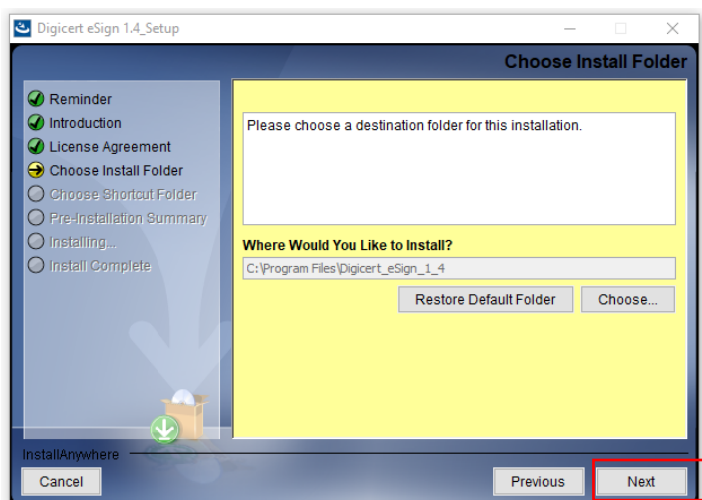 Digicert eSign 1.4_Setup
Choose Install Folder
Reminder
Introduction
License Agreement
Choose Install Folder
Choose Shortcut Folder
Pre-Installation Summary
Installing...
Install Complete
Please choose a destination folder for this installation.
Where Would You Like to Install?
C:\Program Files\Digicert_eSign_1_4
Restore Default Folder
Choose...
InstallAnywhere
Cancel
Previous
Next